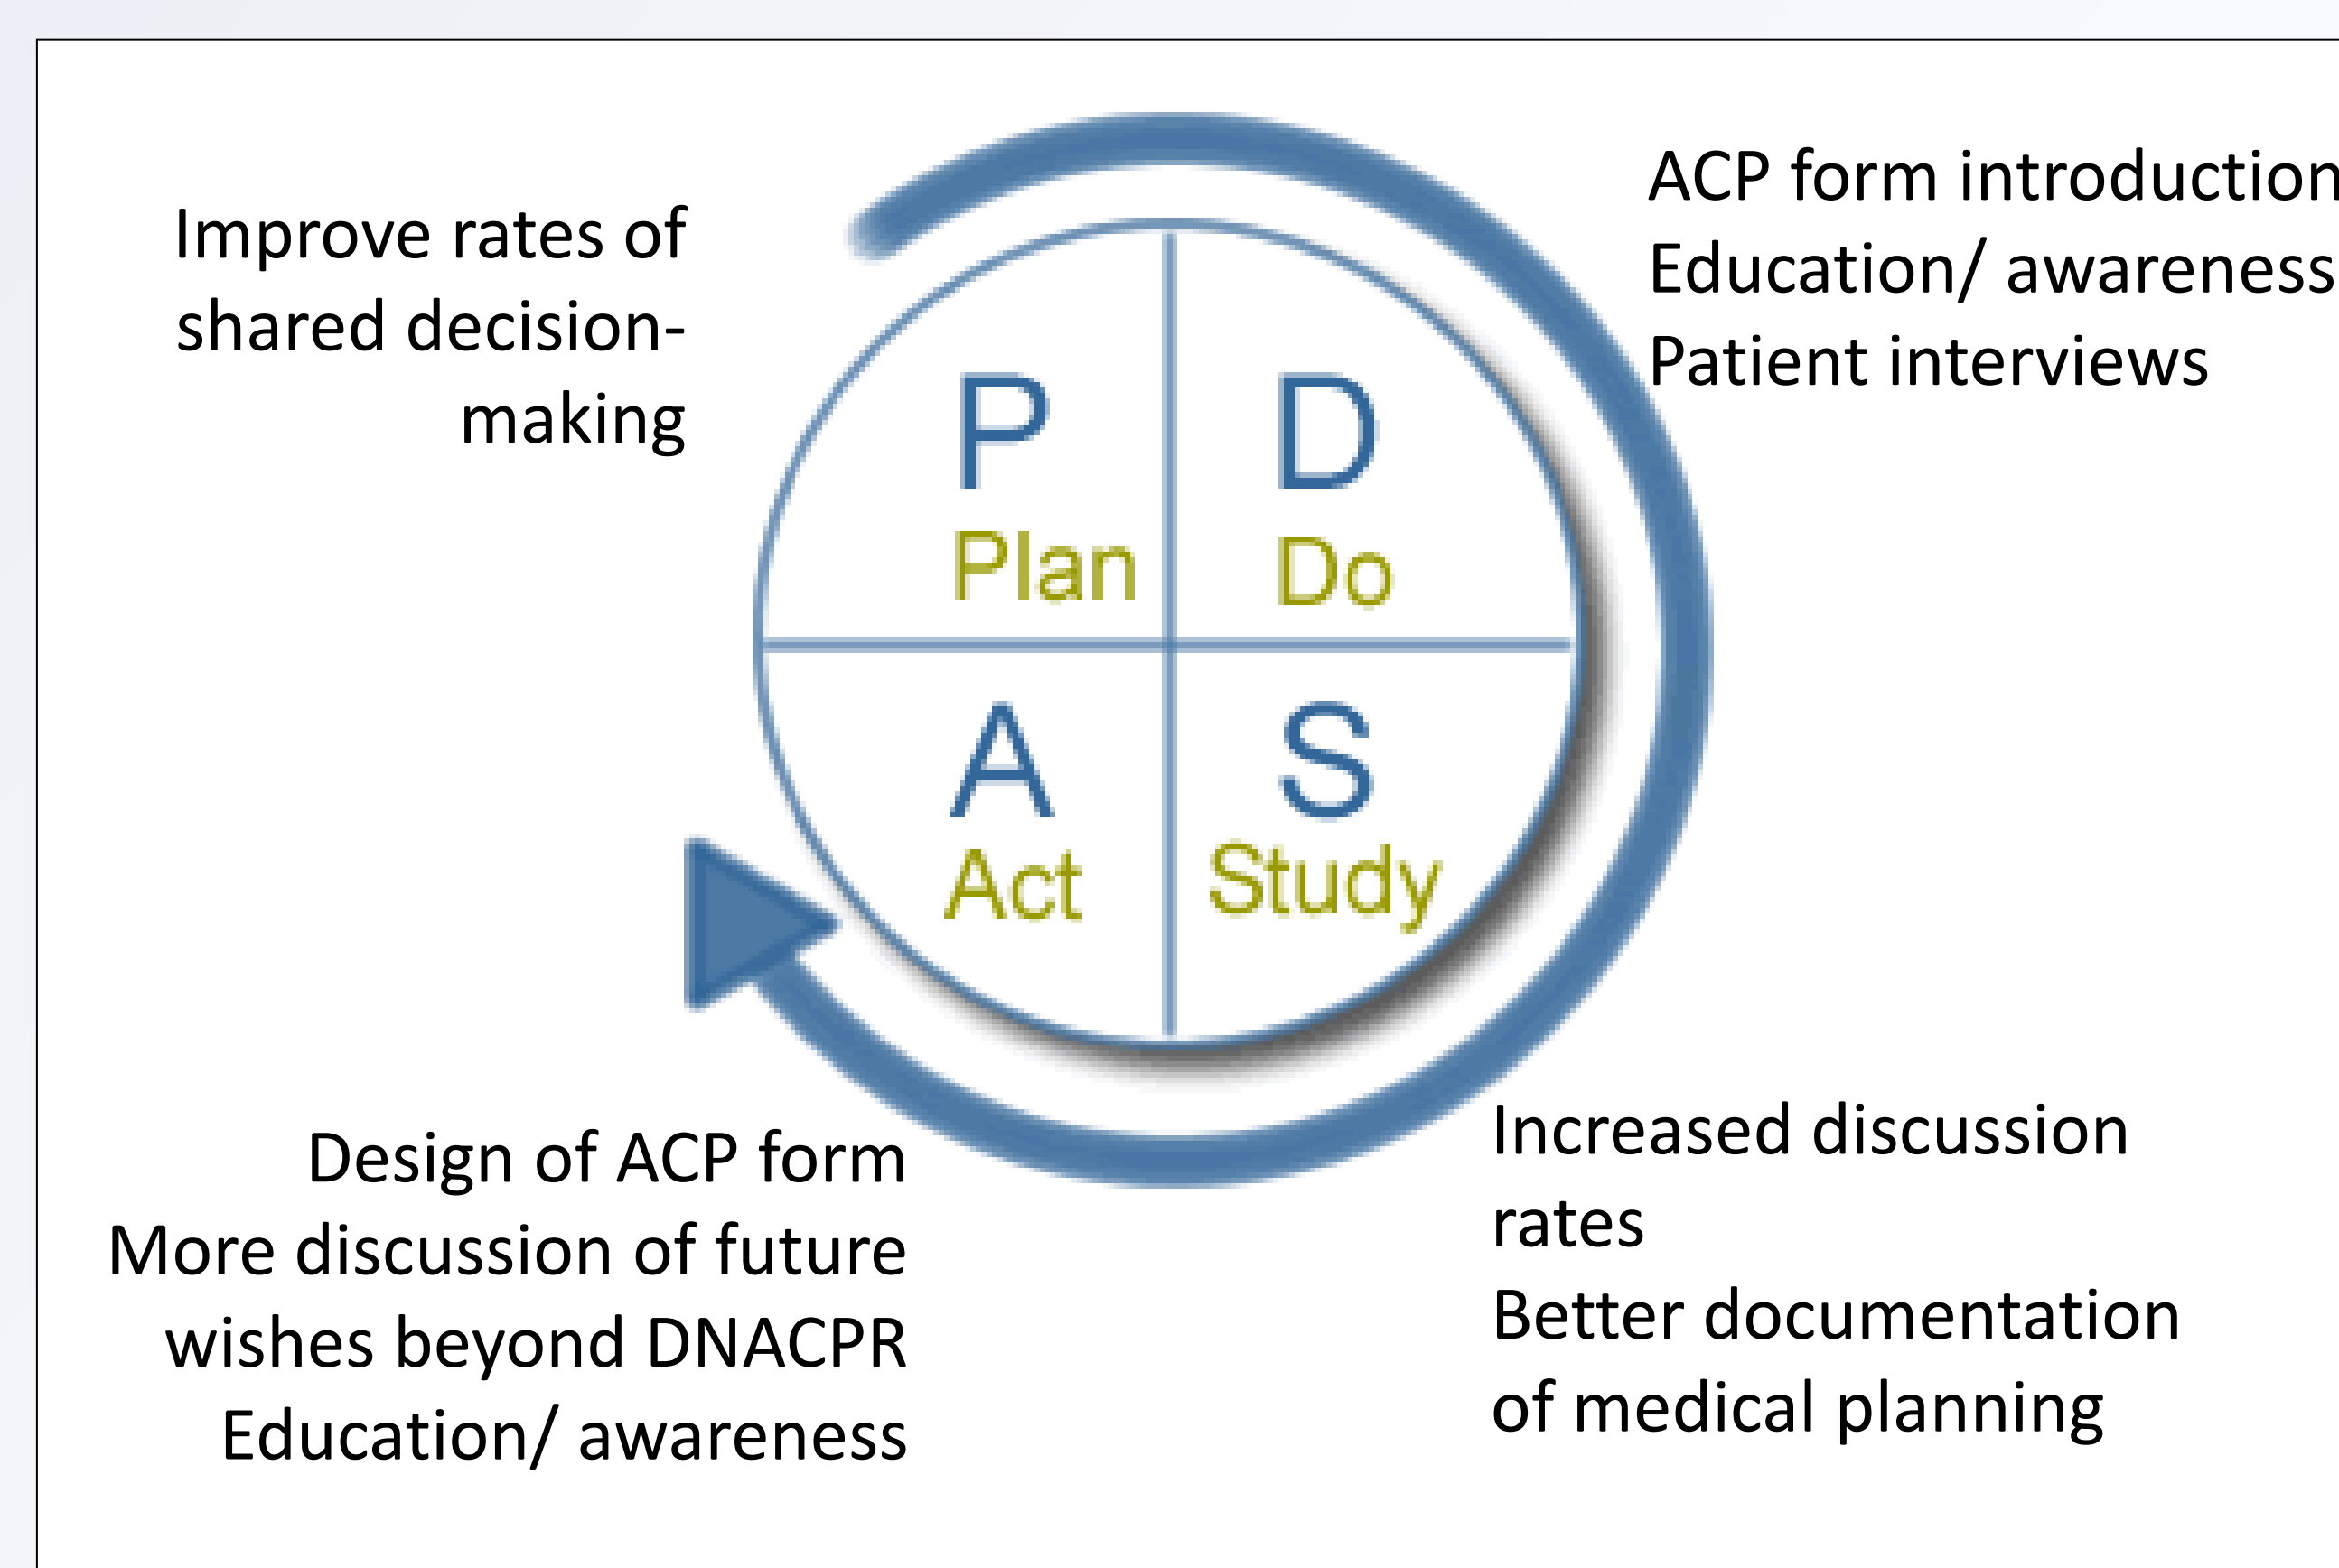 Improve rates of
shared decision-
making
ACP form introduction
Education/ awareness
Patient interviews
P
D
Plan
Do
A
S
Act
Study
Design of ACP form
More discussion of future
wishes beyond DNACPR
Education/ awareness
Increased discussion
rates
Better documentation
of medical planning